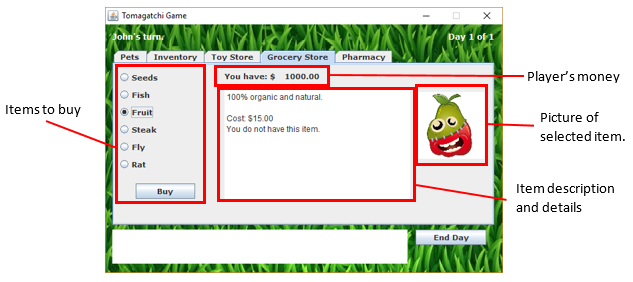 Tomagatchi Game
John's turn.
Day 1 of 1
Pets
Inventory
Toy Store
Grocery Store
Pharmacy
Items to buy
Seeds
Fish
Fruit
Steak
Fly
Rat
Buy
You have: $ 1000.00
Player's money
100% organic and natural.
Cost: $15.00
You do not have this item.
Picture of
selected item.
Item description
and details
End Day